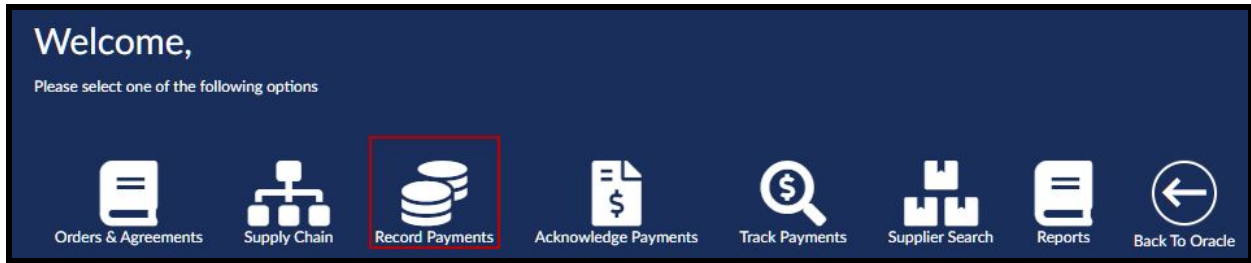 Welcome,
Please select one of the following options
Orders & Agreements
Supply Chain
Record Payments
Acknowledge Payments
Track Payments
Supplier Search
Reports
Back To Oracle